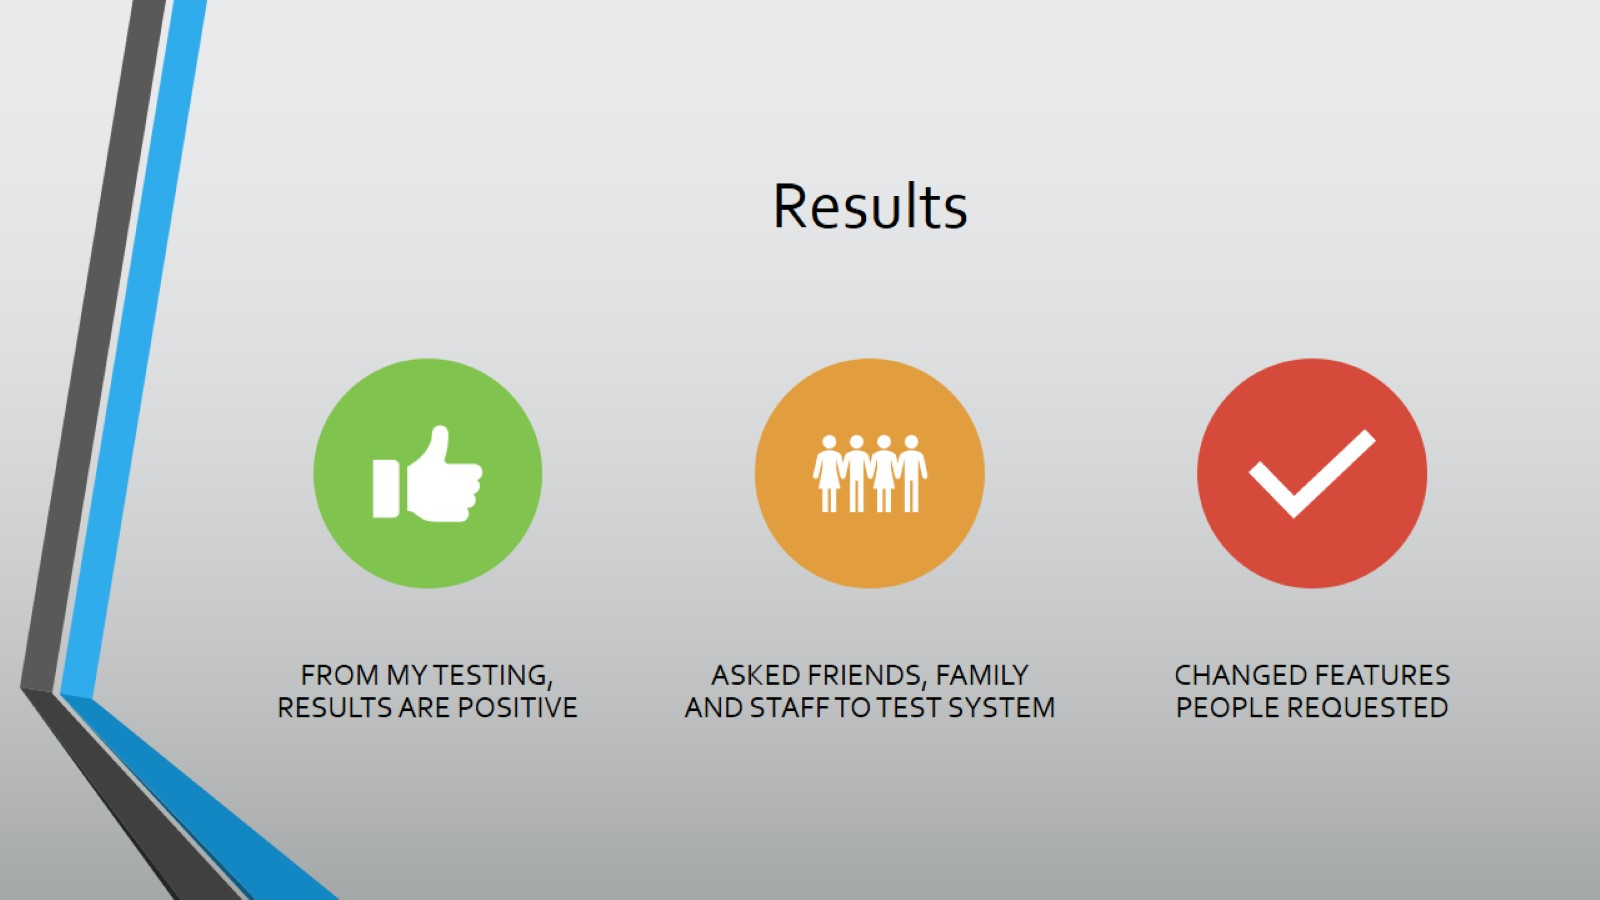 Results
FROM MY TESTING,
RESULTS ARE POSITIVE
ASKED FRIENDS, FAMILY
AND STAFF TO TEST SYSTEM
CHANGED FEATURES
PEOPLE REQUESTED